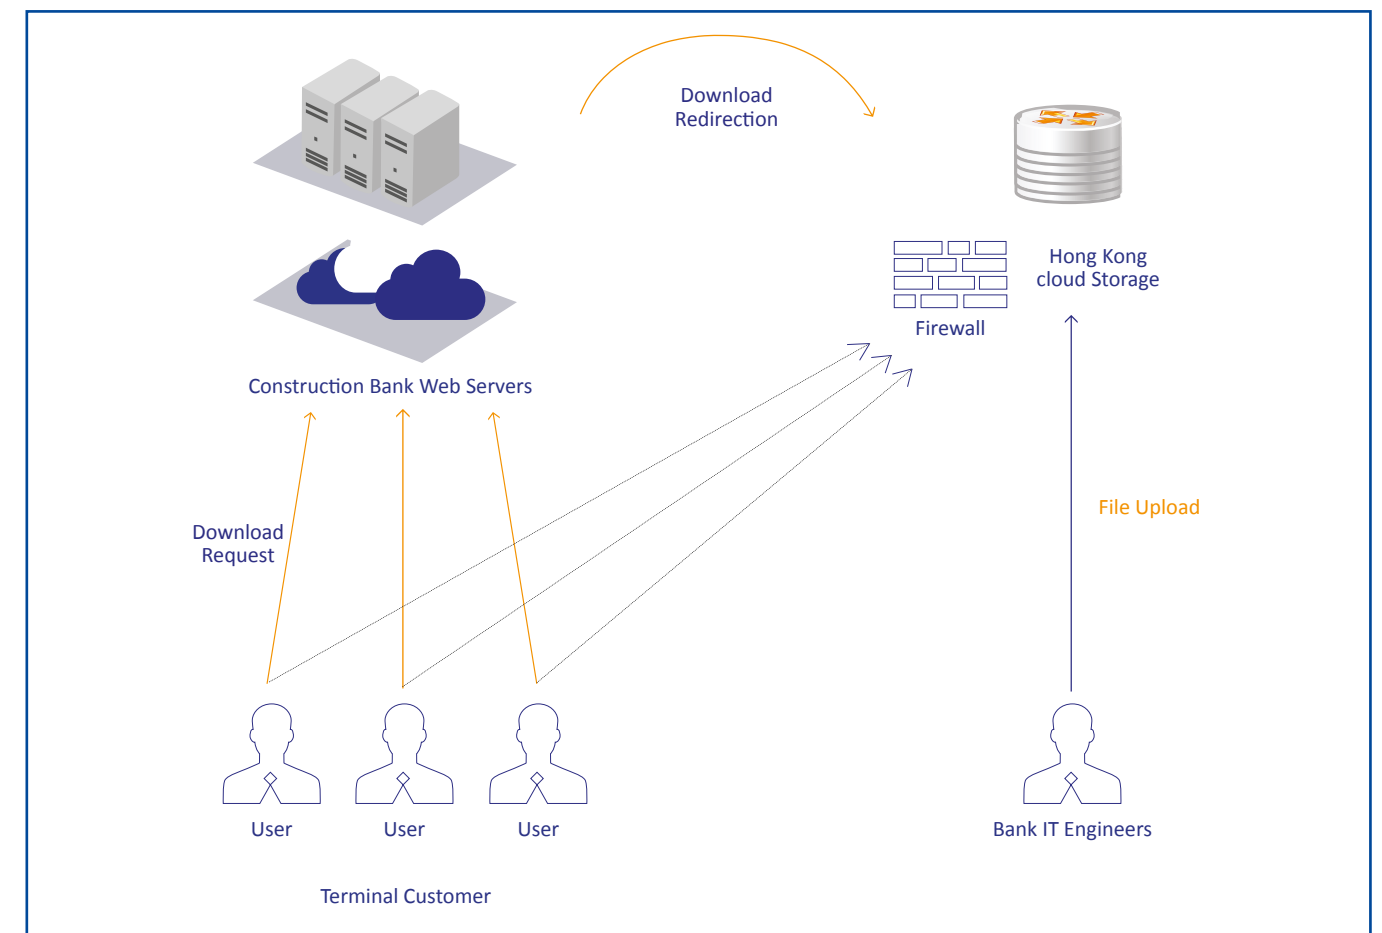 Download
Redirection
Hong Kong
cloud Storage
Firewall
Construction Bank Web Servers
File Upload
Download
Request
User
User
User
Bank IT Engineers
Terminal Customer